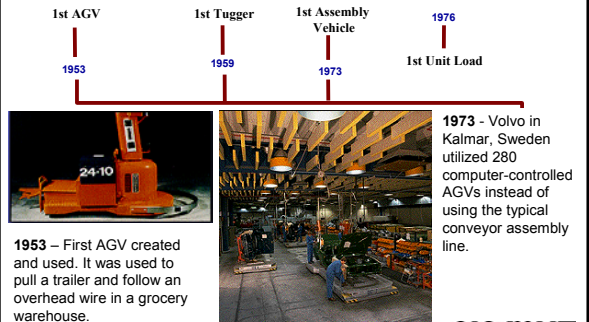 1st AGV
1st Tugger
1st Assembly
Vehicle
1976
1953
1959
1973
1st Unit Load
24-10
1973 - Volvo in
Kalmar, Sweden
utilized 280
computer-controlled
AGVs instead of
using the typical
conveyor assembly
line.
1953 – First AGV created
and used. It was used to
pull a trailer and follow an
overhead wire in a grocery
warehouse.